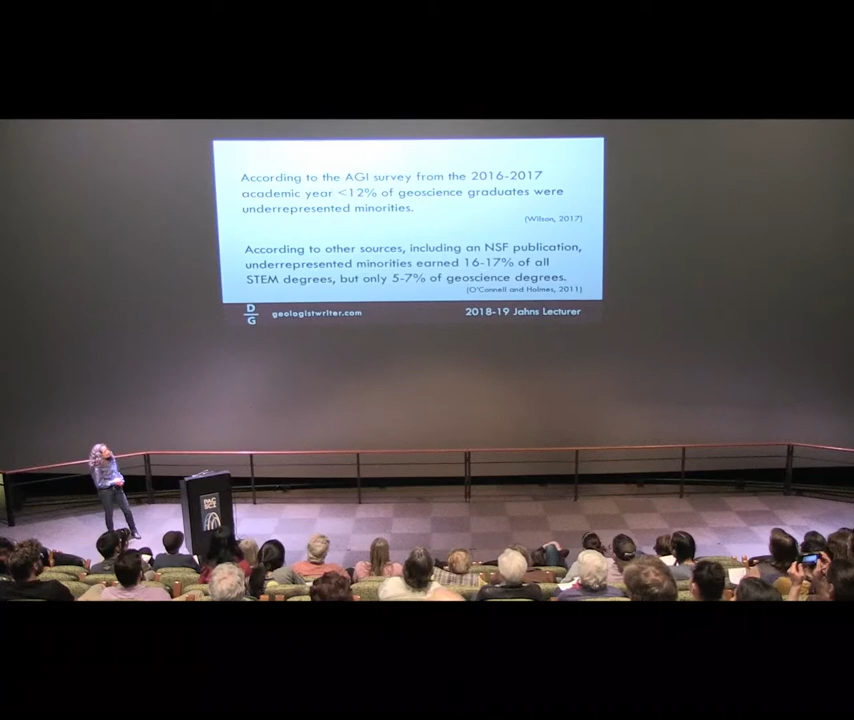 According to the AGI survey from the 2016-2017
academic year <12% of geoscience graduates were
underrepresented minorities.
(Wilson, 2017)
According to other sources, including an NSF publication,
underrepresented minorities earned 16-17% of all
STEM degrees, but only 5-7% of geoscience degrees.
(O'Connell and Holmes, 2011)
D
G
geologistwriter.com
2018-19 Jahns Lecturer
PAC
SCI